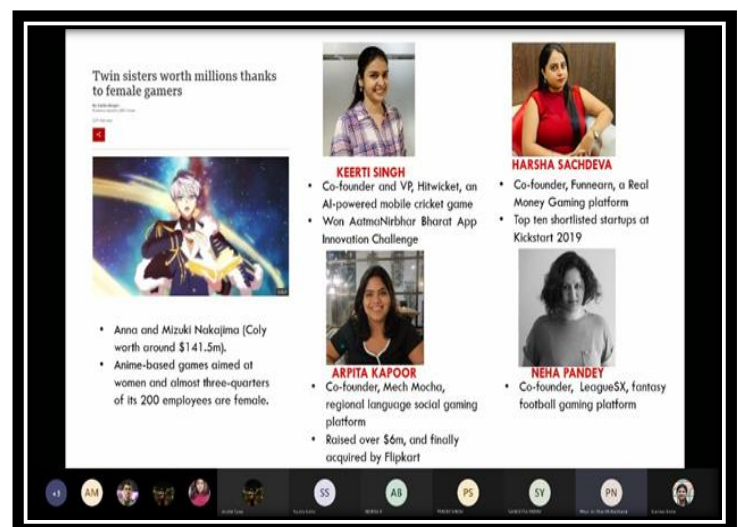 Twin sisters worth millions thanks
to female gamers
• Anna and Mizuki Nakajima (Coly
worth around $141.5m).
• Anime-based games aimed at
women and almost three-quarters
of its 200 employees are female.
KEERTI SINGH
• Co-founder and VP, Hitwicket, an
AI-powered mobile cricket game
• Won AatmaNirbhar Bharat App
Innovation Challenge
ARPITA KAPOOR
• Co-founder, Mech Mocha,
regional language social gaming
platform
• Raised over $6m, and finally
acquired by Flipkart
HARSHA SACHDEVA
• Co-founder, Funnearn, a Real
Money Gaming platform
• Top ten shortlisted startups at
Kickstart 2019
NEHA PANDEY
• Co-founder, LeagueSX, fantasy
football gaming platform
AM
SS
AB
PS
SY
PN